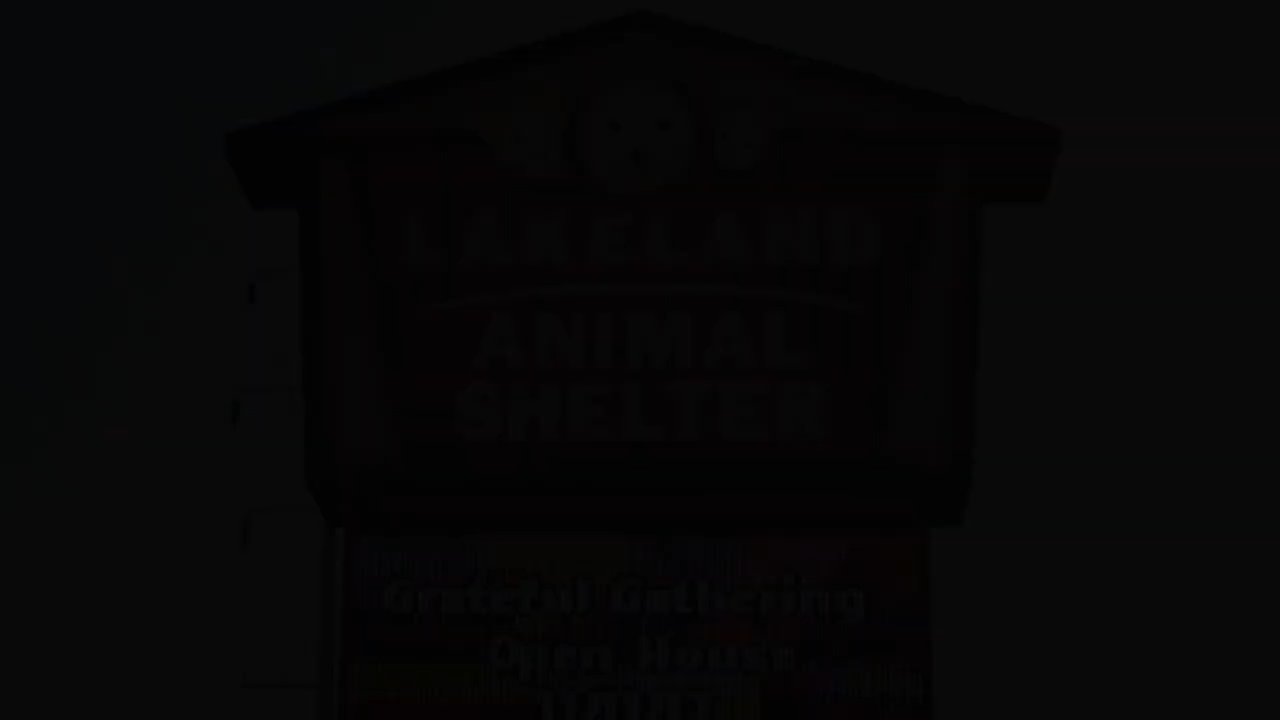 LAKELAND
ANIMAL
SHELTER
Grateful Gathering
Open House